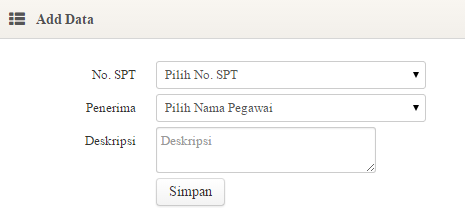 Add Data
No. SPT Pilih No. SPT
Penerima Pilih Nama Pegawai
Deskripsi Deskripsi
Simpan